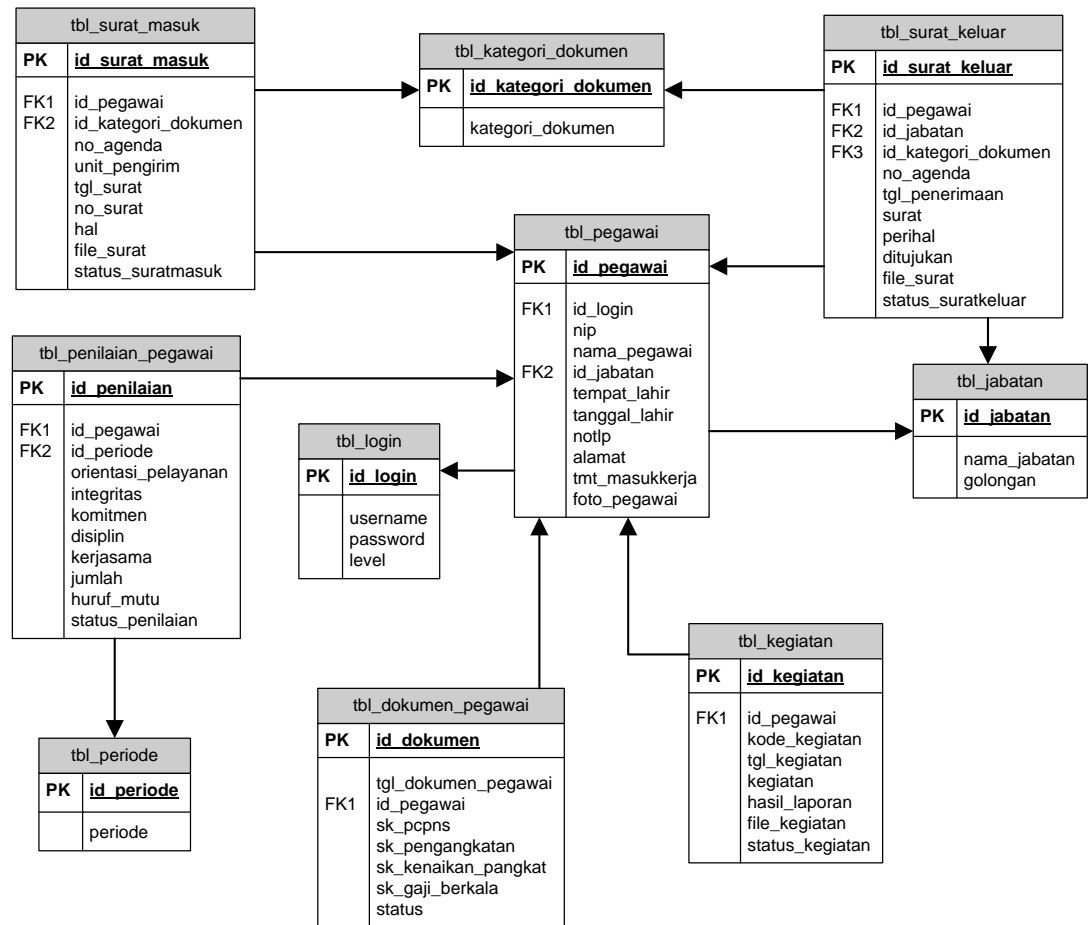 tbl_surat_masuk
PK id_surat_masuk
FK1 id_pegawai
FK2 id_kategori_dokumen
no_agenda
unit_pengirim
tgl_surat
no_surat
hal
file_surat
status_suratmasuk
tbl_kategori_dokumen
PK id_kategori_dokumen
kategori_dokumen
tbl_surat_keluar
PK id_surat_keluar
FK1 id_pegawai
FK2 id_jabatan
FK3 id_kategori_dokumen
no_agenda
tgl_penerimaan
surat
perihal
ditujukan
file_surat
status_suratkeluar
tbl_pegawai
PK id_pegawai
FK1 id_login
nip
nama_pegawai
FK2 id_jabatan
tempat_lahir
tanggal_lahir
notlp
alamat
tmt_masukkerja
foto_pegawai
tbl_penilaian_pegawai
PK id_penilaian
FK1 id_pegawai
FK2 id_periode
orientasi_pelayanan
integritas
komitmen
disiplin
kerjasama
jumlah
huruf_mutu
status_penilaian
tbl_login
PK id_login
username
password
level
tbl_jabatan
PK id_jabatan
nama_jabatan
golongan
tbl_periode
PK id_periode
periode
tbl_dokumen_pegawai
PK id_dokumen
tgl_dokumen_pegawai
FK1 id_pegawai
sk_pcpns
sk_pengangkatan
sk_kenaikan_pangkat
sk_gaji_berkala
status
tbl_kegiatan
PK id_kegiatan
FK1 id_pegawai
kode_kegiatan
tgl_kegiatan
kegiatan
hasil_laporan
file_kegiatan
status_kegiatan